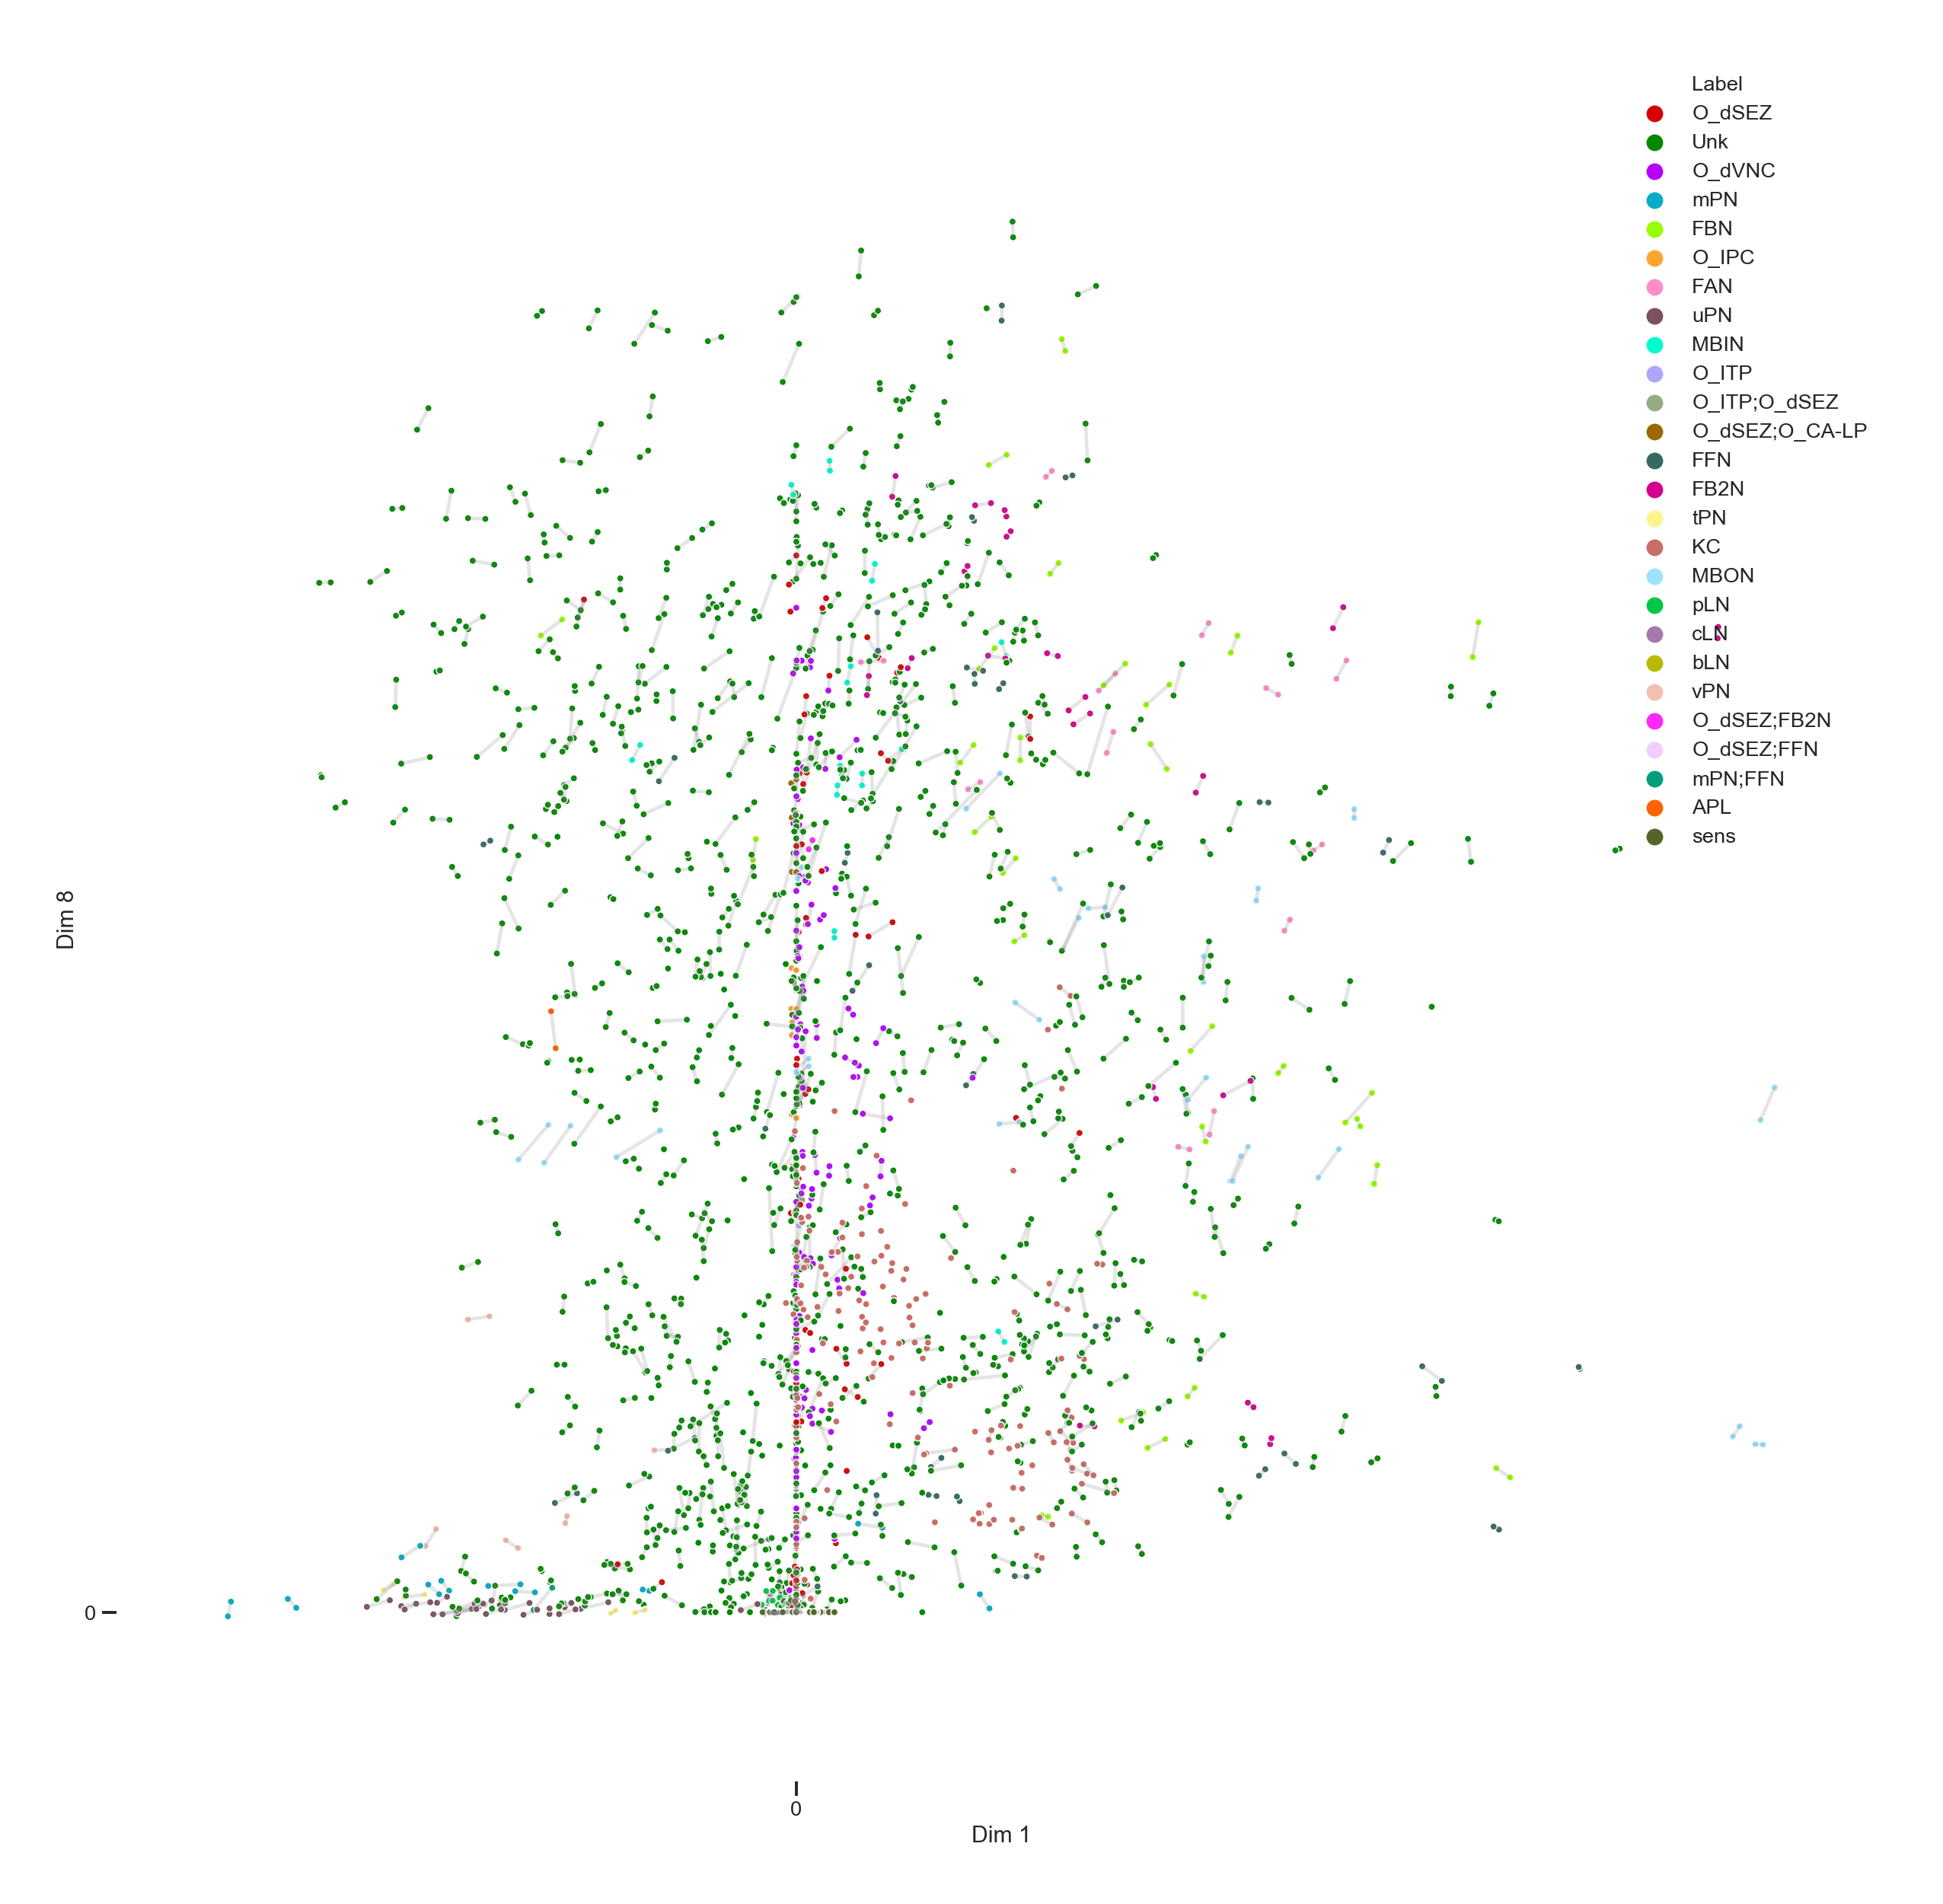 Label
O_dSEZ
Unk
O_dVNC
mPN
FBN
O_IPC
FAN
uPN
MBIN
O_ITP
O_ITP;O_dSEZ
O_dSEZ;O_CA-LP
FFN
FB2N
tPN
KC
MBON
pLN
cLN
bLN
vPN
O_dSEZ;FB2N
O_dSEZ;FFN
mPN;FFN
APL
sens
Dim 8
0
0
Dim 1